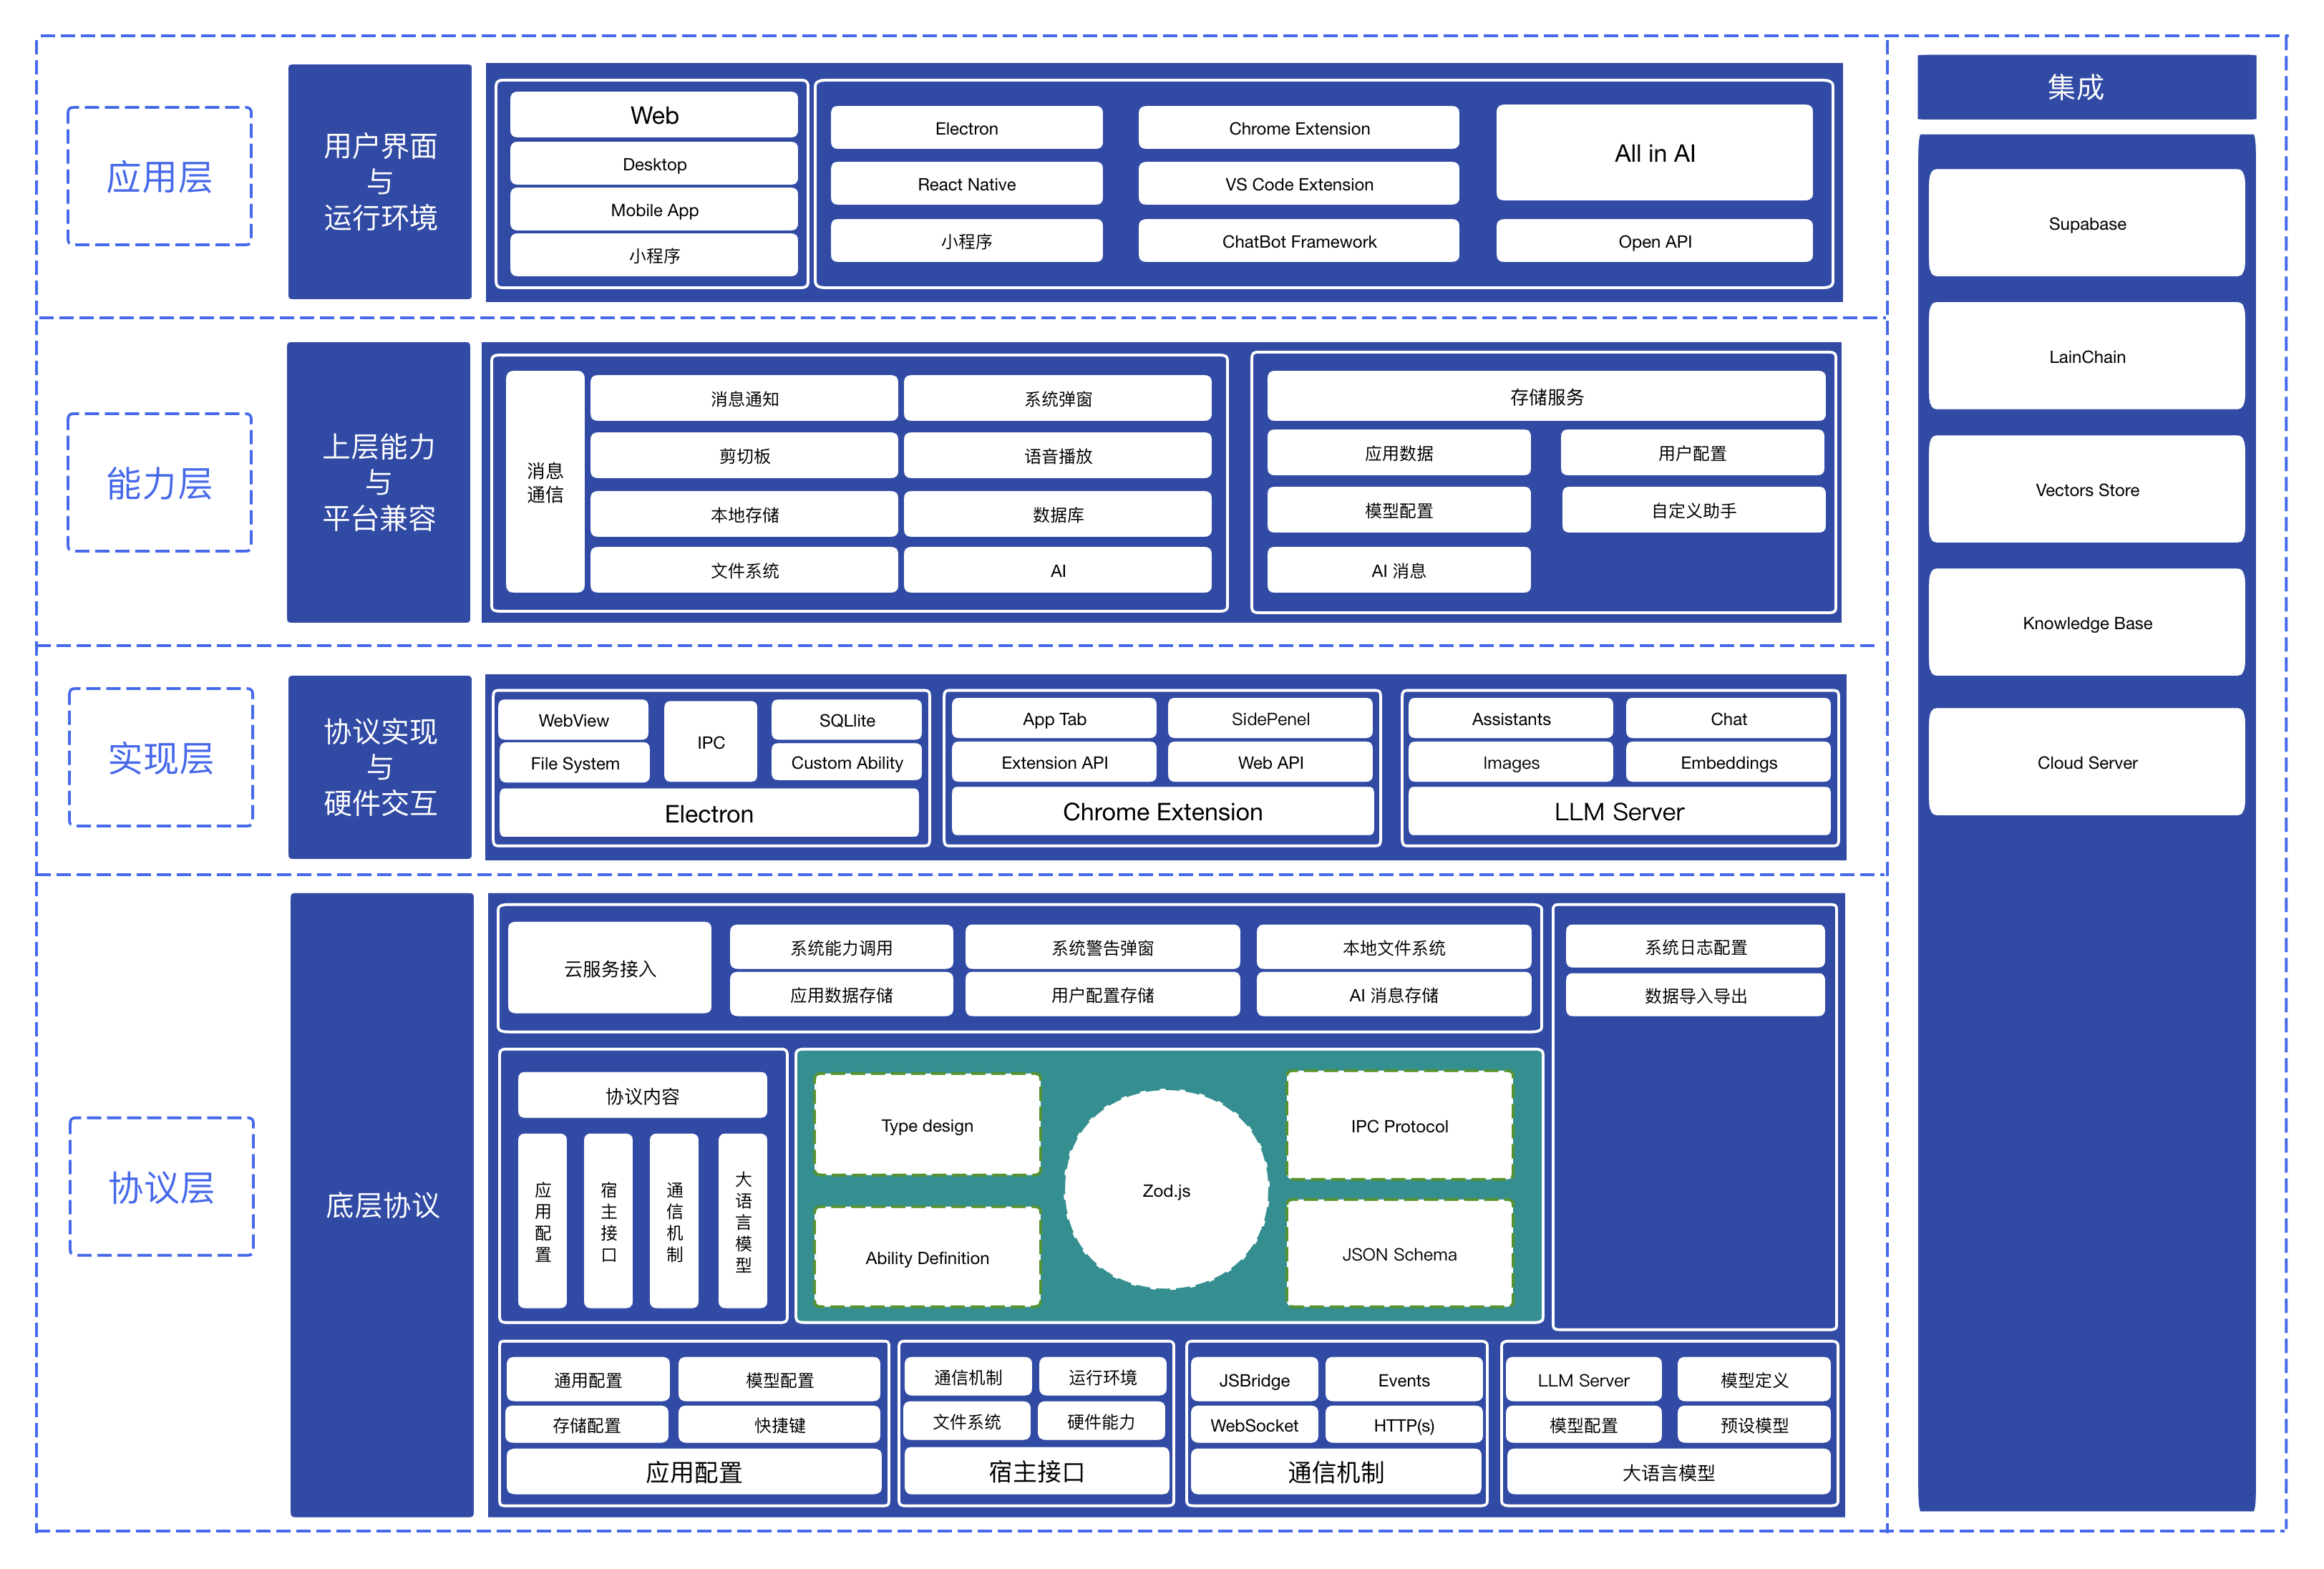 应用层
用户界面
与
运行环境
Web
Desktop
Mobile App
小程序
Electron
Chrome Extension
All in AI
React Native
VS Code Extension
小程序
ChatBot Framework
Open API
能力层
上层能力
与
平台兼容
消息
通信
消息通知
系统弹窗
剪切板
语音播放
本地存储
数据库
文件系统
AI
存储服务
应用数据
用户配置
模型配置
自定义助手
AI 消息
实现层
协议实现
与
硬件交互
WebView
IPC
SQLlite
File System
Custom Ability
Electron
App Tab
SidePenel
Extension API
Web API
Chrome Extension
Assistants
Chat
Images
Embeddings
LLM Server
协议层
底层协议
云服务接入
系统能力调用
系统警告弹窗
本地文件系统
应用数据存储
用户配置存储
AI 消息存储
系统日志配置
数据导入导出
协议内容
应用配置
宿主接口
通信机制
大语言模型
Type design
Ability Definition
Zod.js
IPC Protocol
JSON Schema
通用配置
模型配置
存储配置
快捷键
应用配置
通信机制
运行环境
文件系统
硬件能力
宿主接口
JSBridge
Events
WebSocket
HTTP(s)
通信机制
LLM Server
模型定义
模型配置
预设模型
大语言模型
集成
Supabase
LainChain
Vectors Store
Knowledge Base
Cloud Server